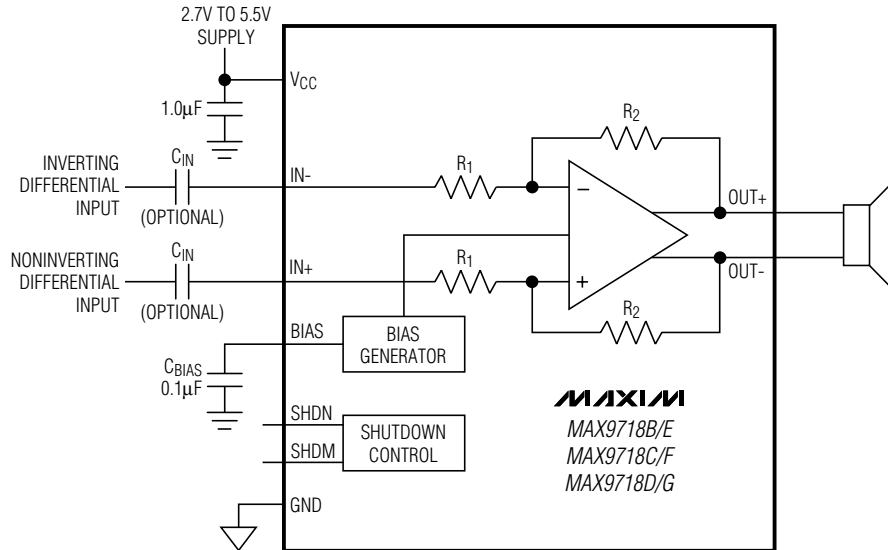 2.7V TO 5.5V
SUPPLY
VCC
1.0µF
INVERTING
DIFFERENTIAL
INPUT
CIN
(OPTIONAL)
IN-
R1
R2
OUT+
NONINVERTING
DIFFERENTIAL
INPUT
CIN
(OPTIONAL)
IN+
R1
R2
OUT-
BIAS
BIAS
GENERATOR
CBIAS
0.1µF
SHDN
SHDM
SHUTDOWN
CONTROL
GND
MAXIM
MAX9718B/E
MAX9718C/F
MAX9718D/G
+
−